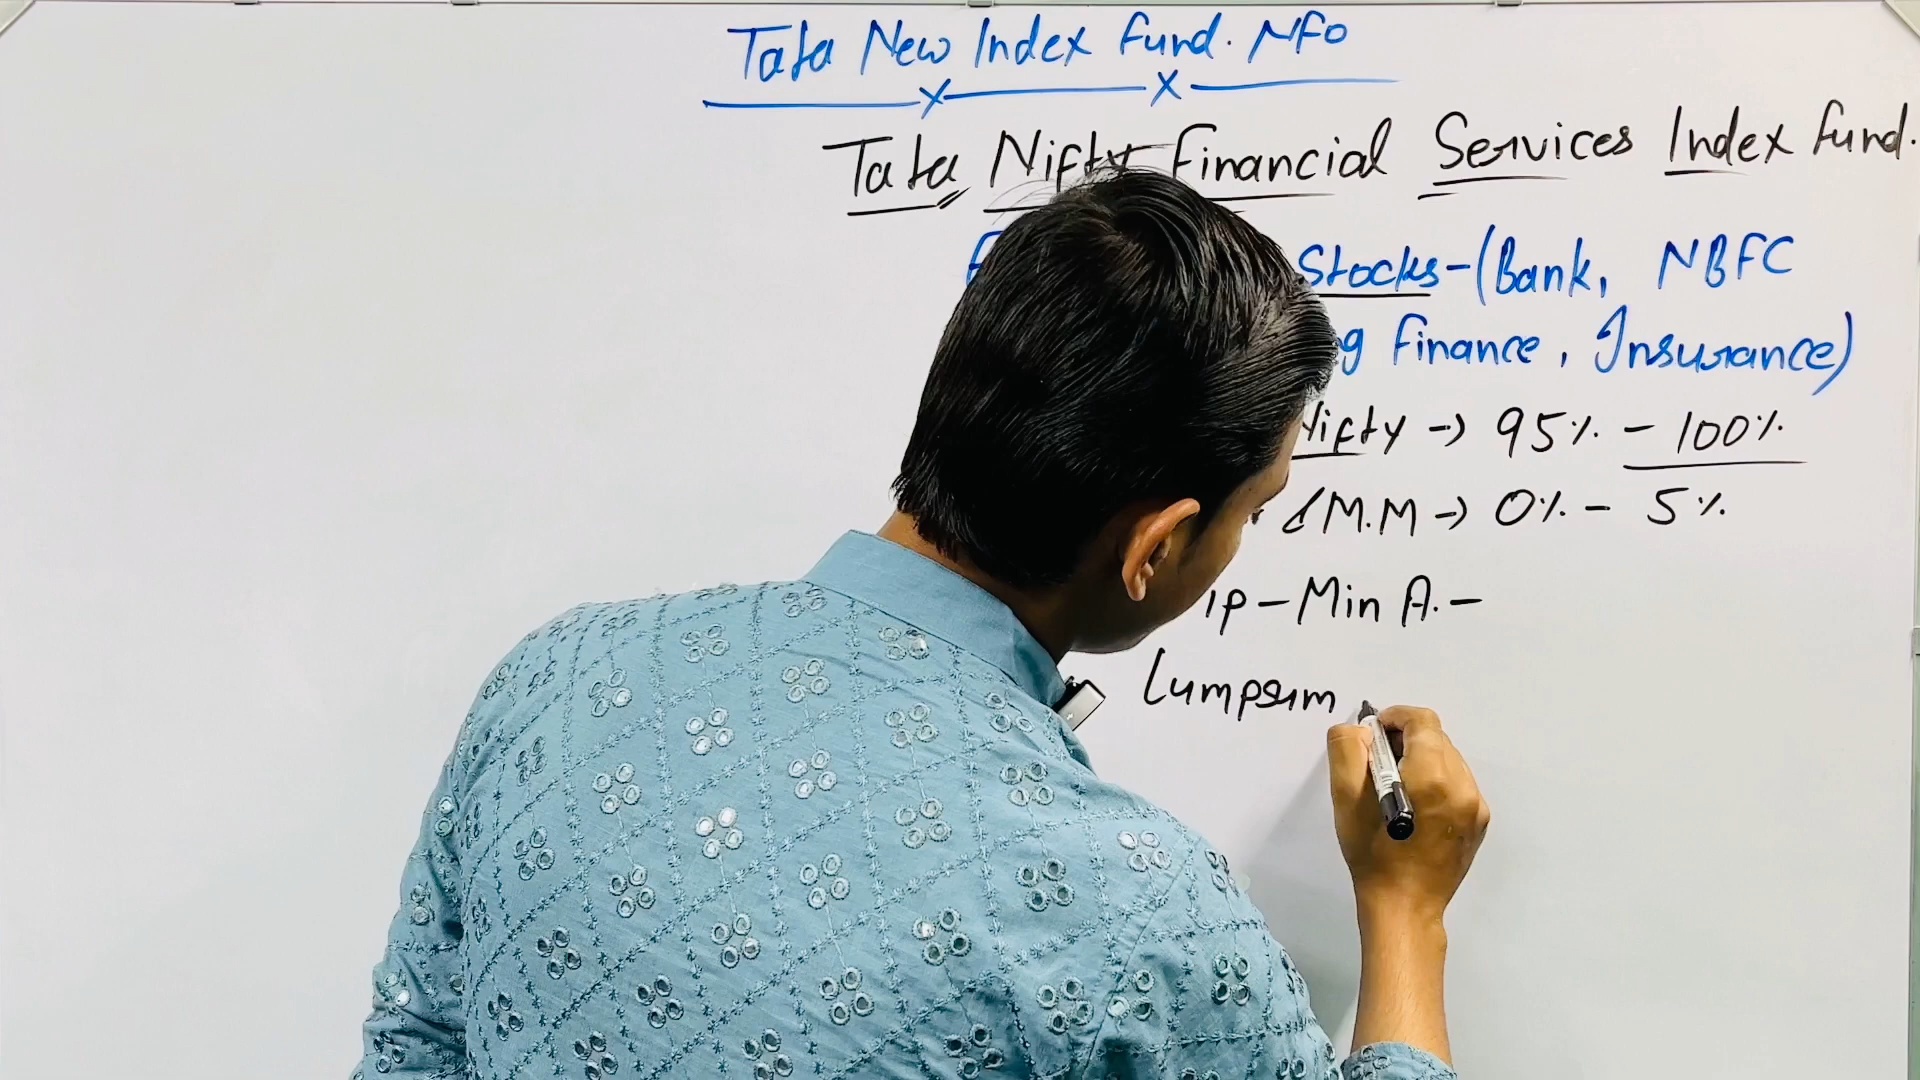 Tata New Index Fund. NFO
Tata Nifty Financial Services Index Fund.
Stocks-(Bank, NBFC
Finance, Insurance)
Nifty → 95% - 100%
M.M → 0% - 5%
Min A. -
Lumpsum